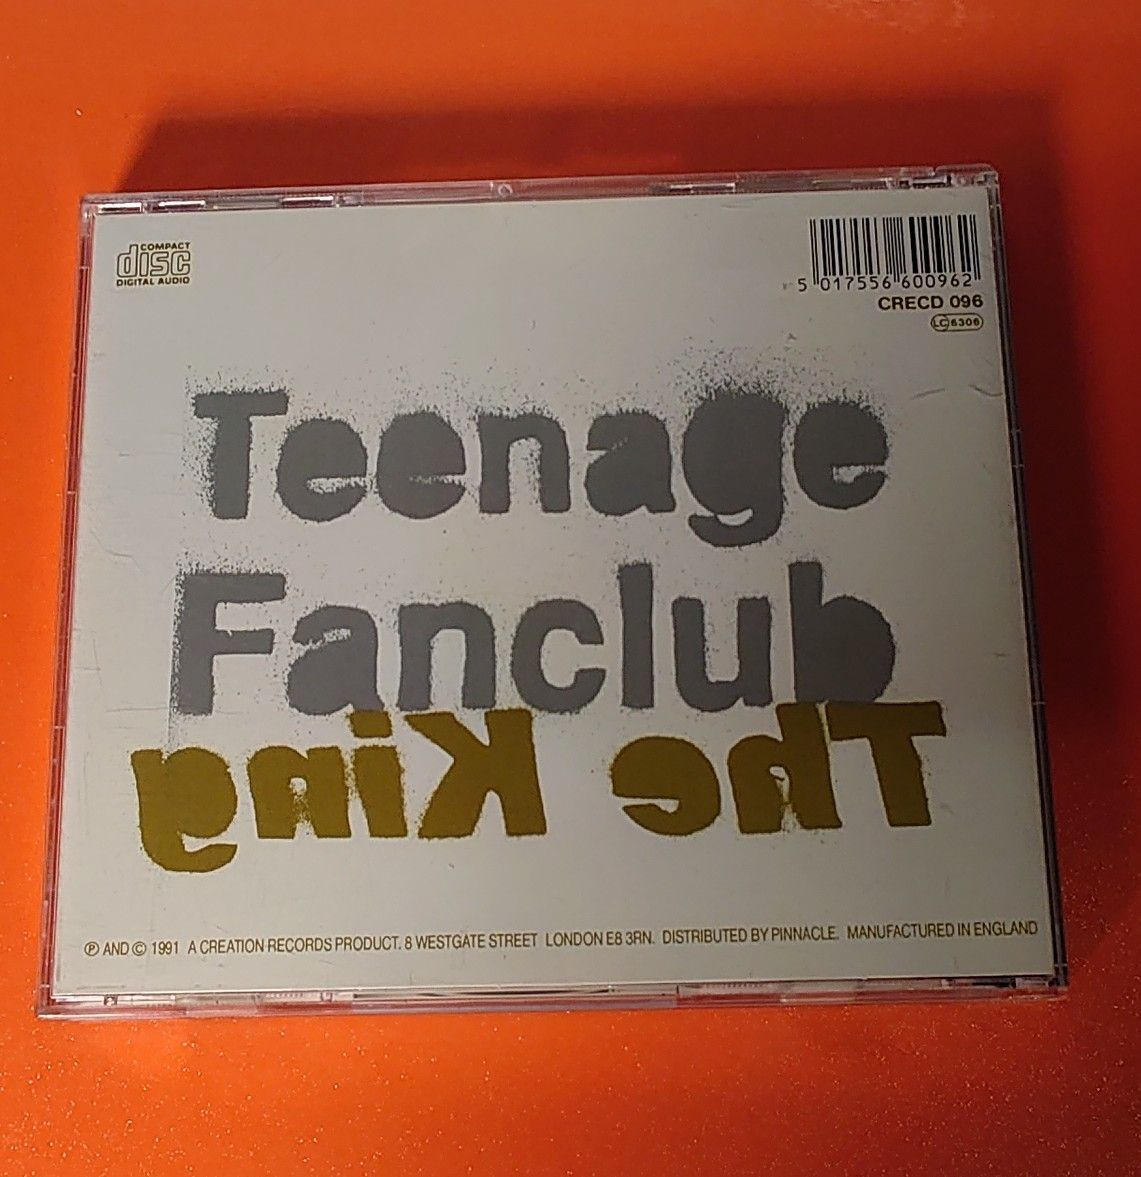 COMPACT
disc
DIGITAL AUDIO
5 017556 600962
CRECD 096
LC 6306
Teenage
Fanclub
The King
℗ AND © 1991 A CREATION RECORDS PRODUCT. 8 WESTGATE STREET LONDON E8 3RN. DISTRIBUTED BY PINNACLE. MANUFACTURED IN ENGLAND